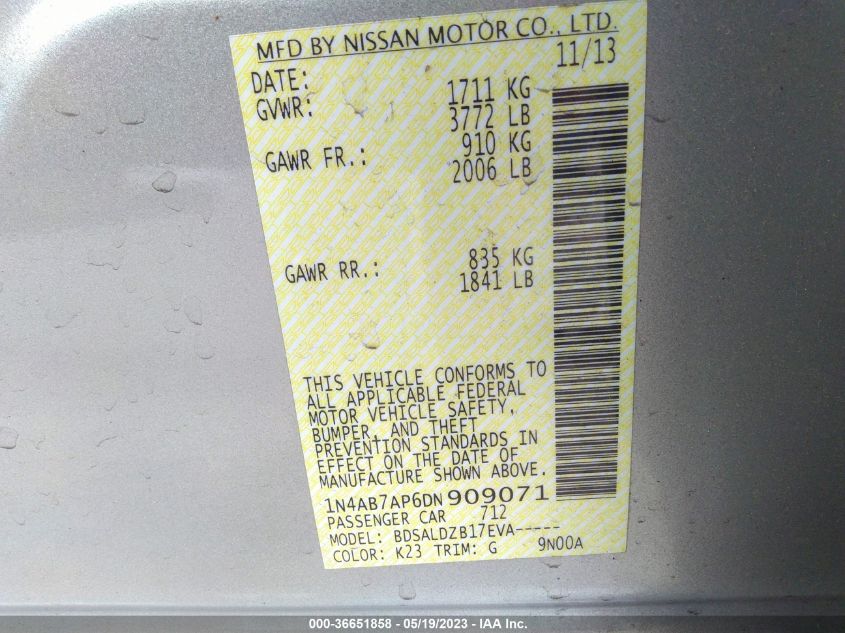 MFD BY NISSAN MOTOR CO., LTD.
DATE: 11/13
GVWR: 1711 KG
3772 LB
GAWR FR.: 910 KG
2006 LB
GAWR RR.: 835 KG
1841 LB
THIS VEHICLE CONFORMS TO
ALL APPLICABLE FEDERAL
MOTOR VEHICLE SAFETY,
BUMPER, AND THEFT
PREVENTION STANDARDS IN
EFFECT ON THE DATE OF
MANUFACTURE SHOWN ABOVE.
1N4AB7AP6DN909071
PASSENGER CAR 712
MODEL: BDSALDZB17EVA-----
COLOR: K23 TRIM: G 9N00A
000-36651858 - 05/19/2023 - IAA Inc.